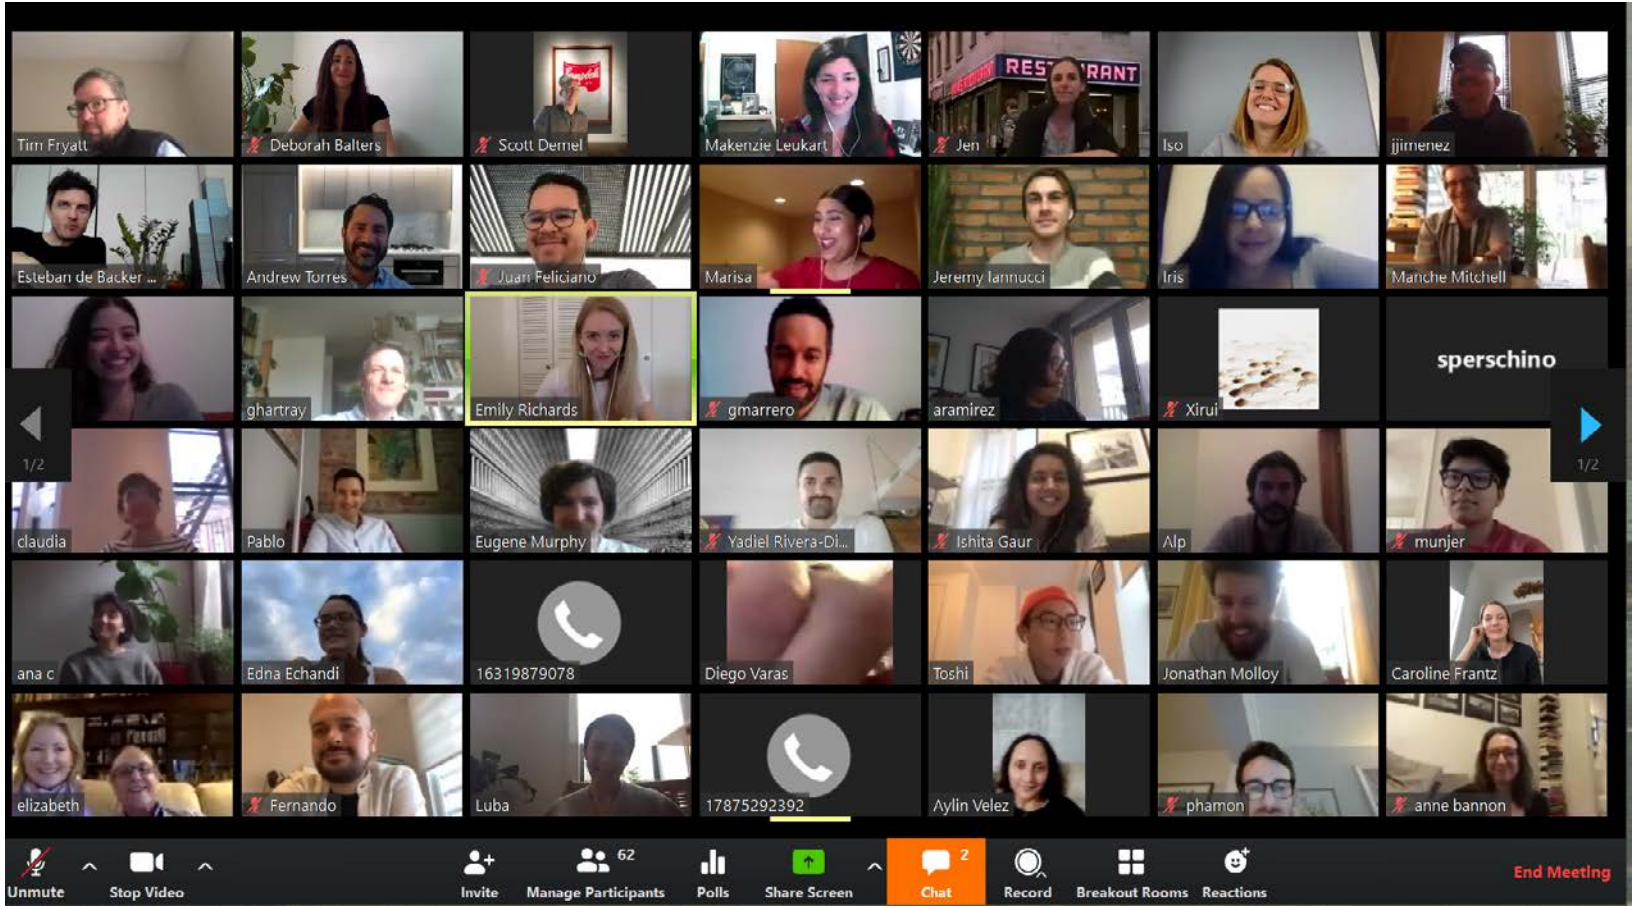 Tim Fryatt
Deborah Balters
Campbell's
Scott Demel
Makenzie Leukart
REST RANT
Jen
Iso
jjimenez
Esteban de Backer ...
Andrew Torres
Juan Feliciano
Marisa
Jeremy Iannucci
Iris
Manche Mitchell
ghartray
Emily Richards
gmarrero
aramirez
Xirui
sperschino
1/2
1/2
claudia
Pablo
Eugene Murphy
Yadiel Rivera-Di...
Ishita Gaur
Alp
munjer
ana c
Edna Echandi
16319879078
Diego Varas
Toshi
Jonathan Molloy
Caroline Frantz
elizabeth
Fernando
Luba
17875292392
Aylin Velez
phamon
anne bannon
62
2
Unmute
Stop Video
Invite
Manage Participants
Polls
Share Screen
Chat
Record
Breakout Rooms
Reactions
End Meeting